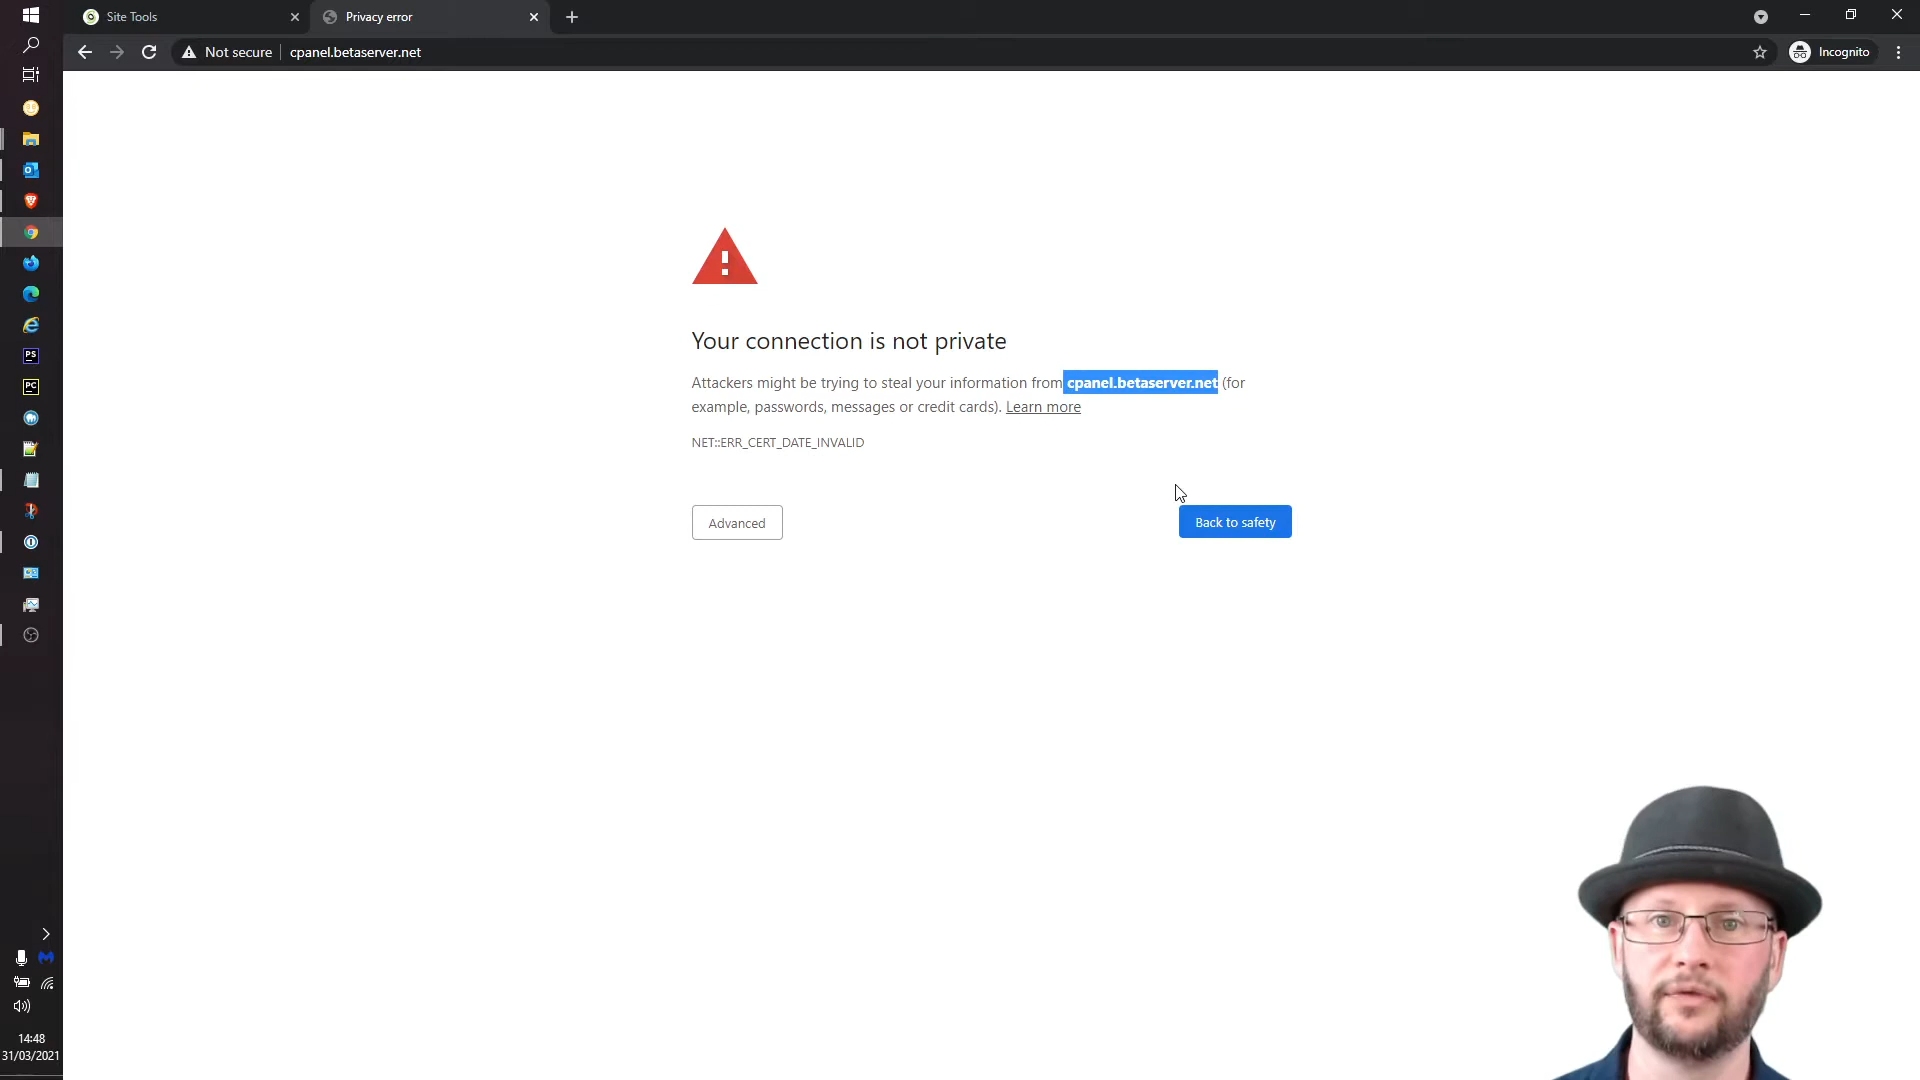 Site Tools
Privacy error
Not secure
cpanel.betaserver.net
Incognito
Your connection is not private
Attackers might be trying to steal your information from cpanel.betaserver.net (for
example, passwords, messages or credit cards). Learn more
NET::ERR_CERT_DATE_INVALID
Advanced
Back to safety
PS
PC
14:48
31/03/2021